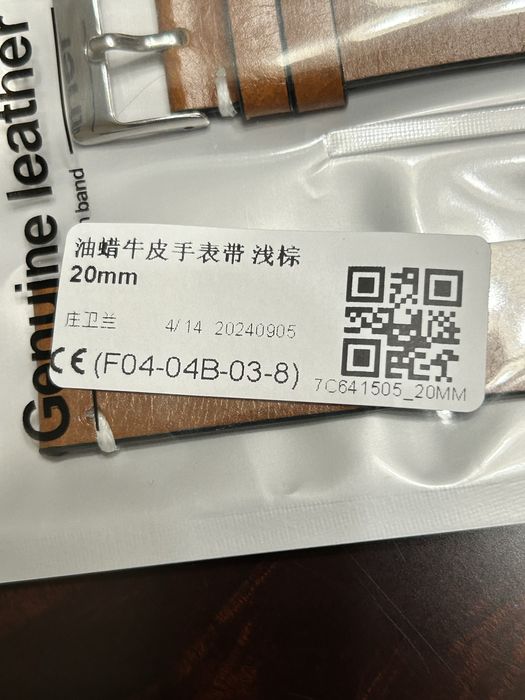 Genuine leather
band
油蜡牛皮手表带 浅棕
20mm
庄卫兰 4/14 20240905
CE (F04-04B-03-8)
7C641505_20MM